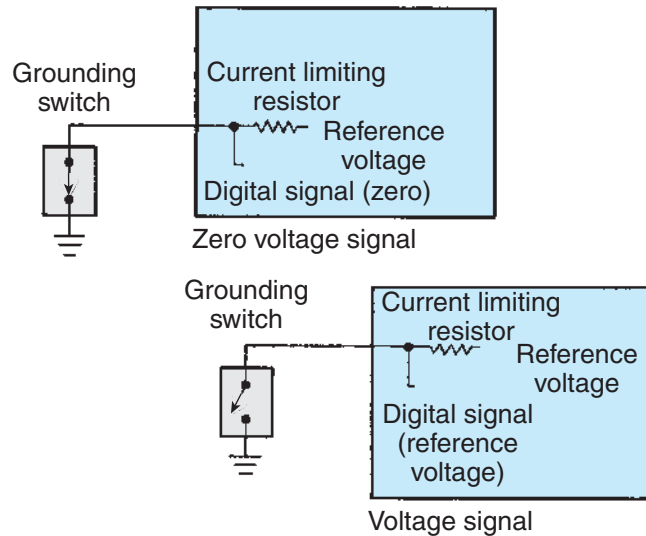 Grounding
switch
Current limiting
resistor
Reference
voltage
Digital signal (zero)
Zero voltage signal
Grounding
switch
Current limiting
resistor
Reference
voltage
Digital signal
(reference
voltage)
Voltage signal